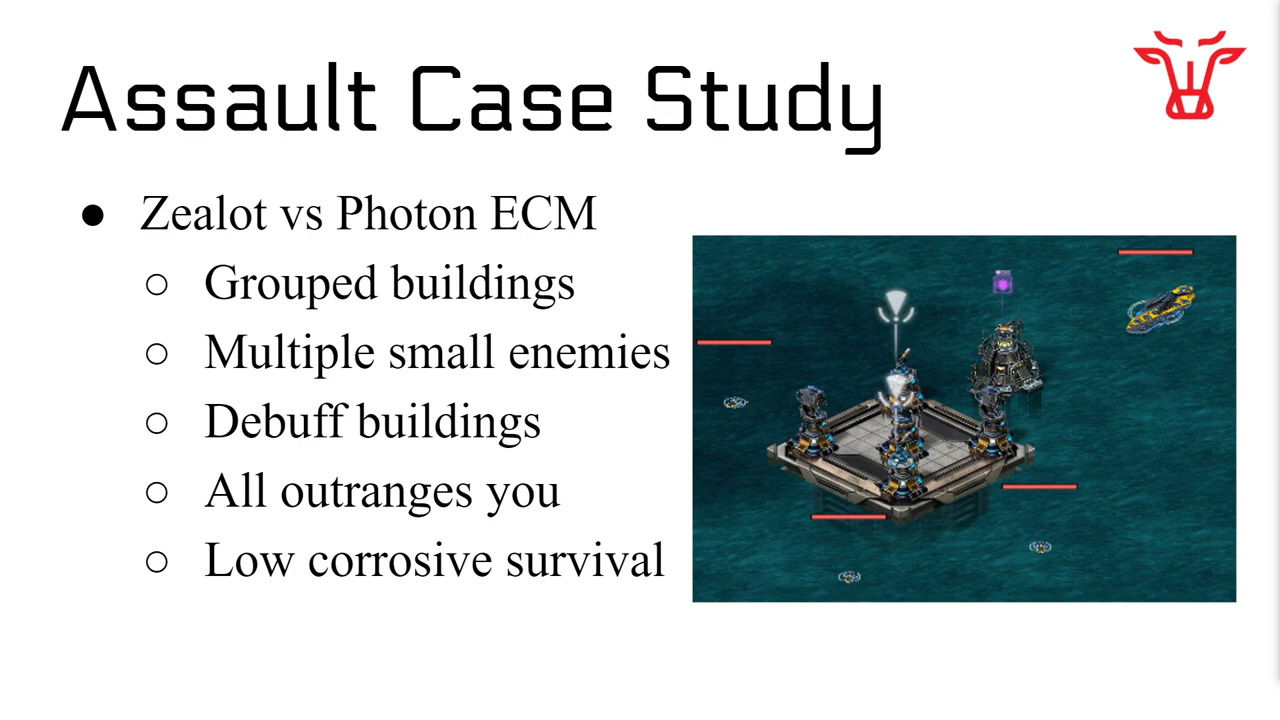 Assault Case Study
● Zealot vs Photon ECM
○ Grouped buildings
○ Multiple small enemies
○ Debuff buildings
○ All outranges you
○ Low corrosive survival